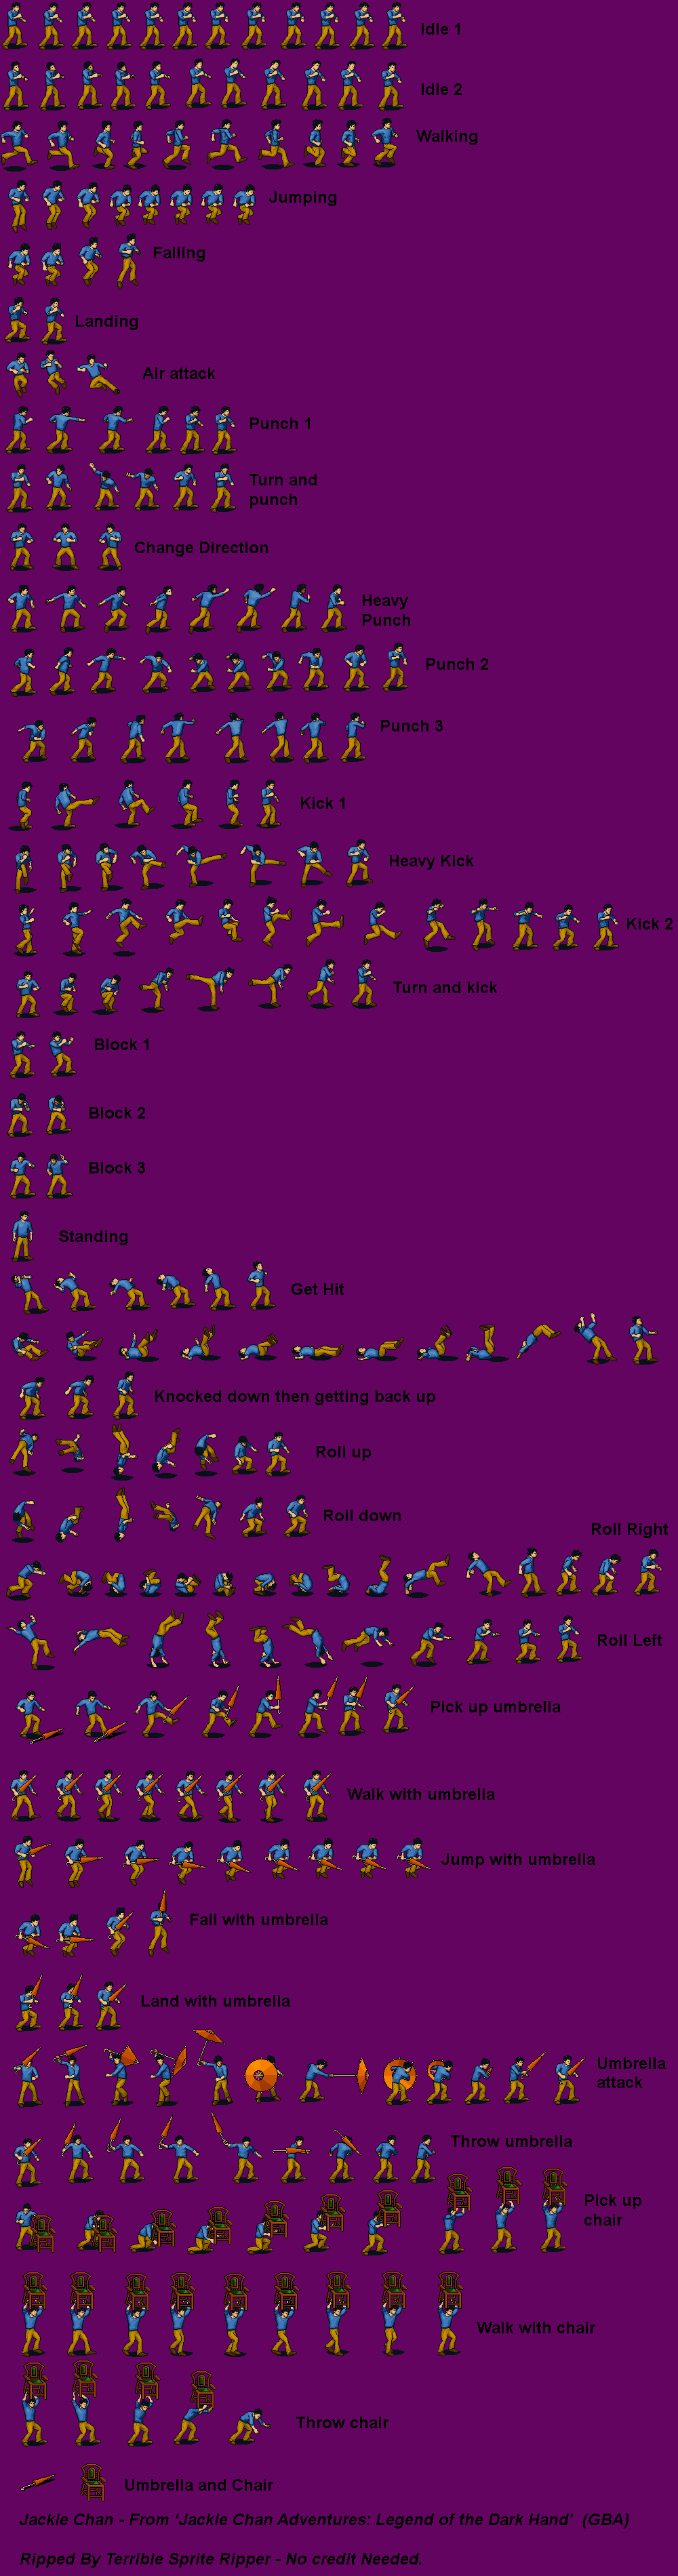 Idle 1
Idle 2
Walking
Jumping
Falling
Landing
Air attack
Punch 1
Turn and
punch
Change Direction
Heavy
Punch
Punch 2
Punch 3
Kick 1
Heavy Kick
Kick 2
Turn and kick
Block 1
Block 2
Block 3
Standing
Get Hit
Knocked down then getting back up
Roll up
Roll down
Roll Right
Roll Left
Pick up umbrella
Walk with umbrella
Jump with umbrella
Fall with umbrella
Land with umbrella
Umbrella
attack
Throw umbrella
Pick up
chair
Walk with chair
Throw chair
Umbrella and Chair
Jackie Chan - From ‘Jackie Chan Adventures: Legend of the Dark Hand’ (GBA)
Ripped By Terrible Sprite Ripper - No credit Needed.